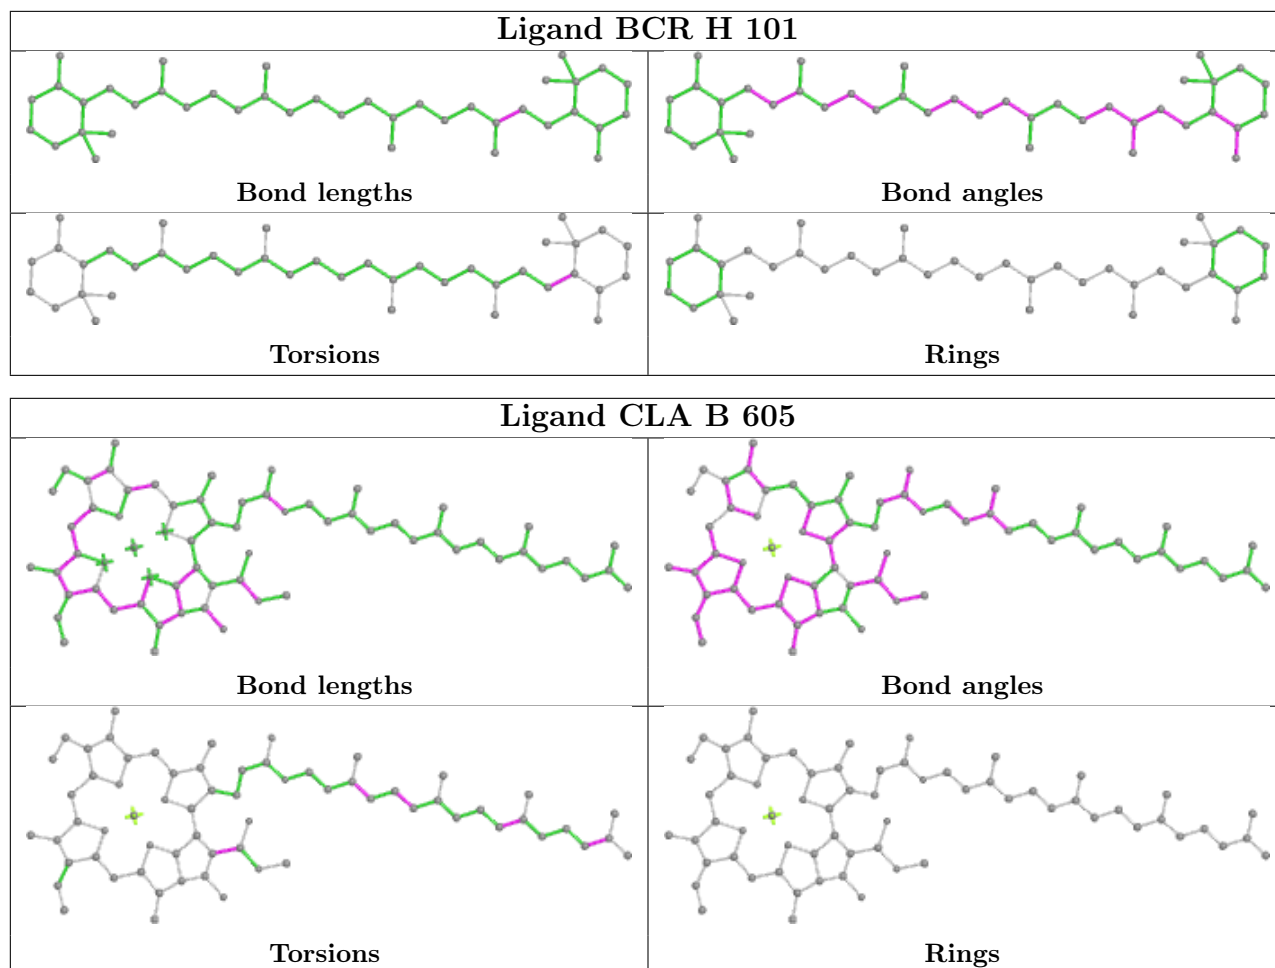 Ligand BCR H 101
Bond lengths
Bond angles
Torsions
Rings
Ligand CLA B 605
Bond lengths
Bond angles
Torsions
Rings